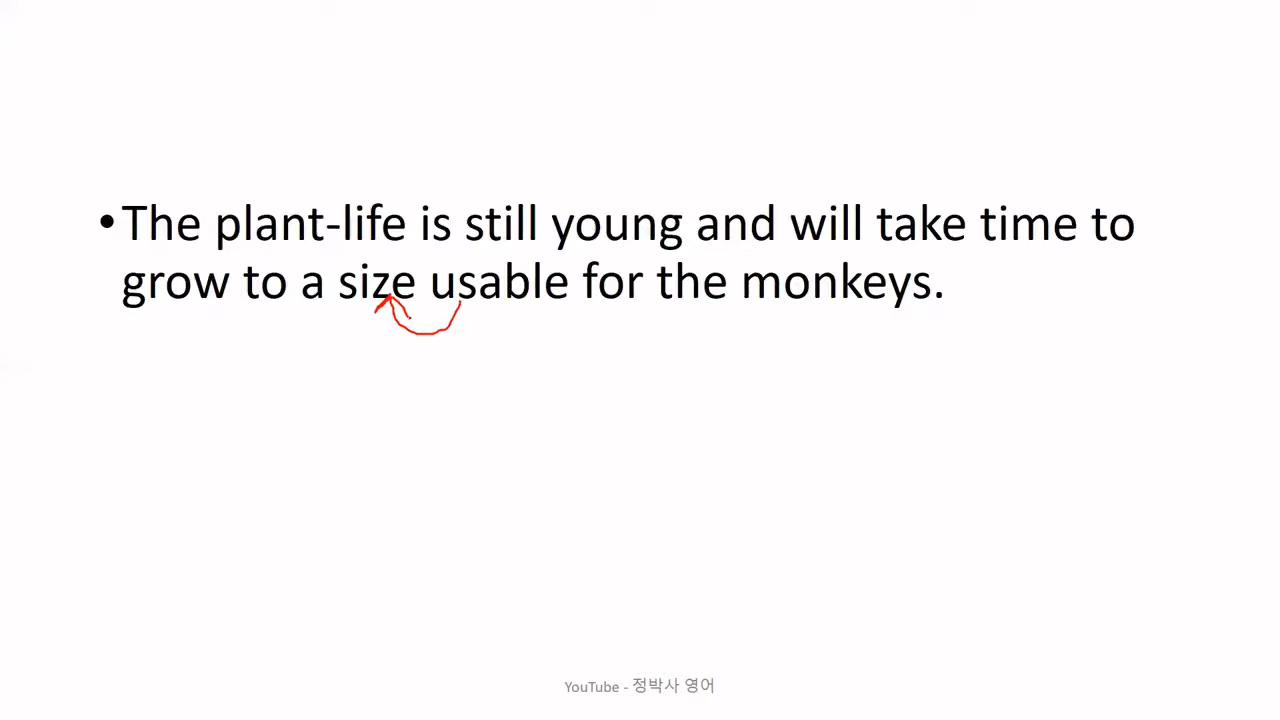 •The plant-life is still young and will take time to
grow to a size usable for the monkeys.
YouTube - 정박사 영어